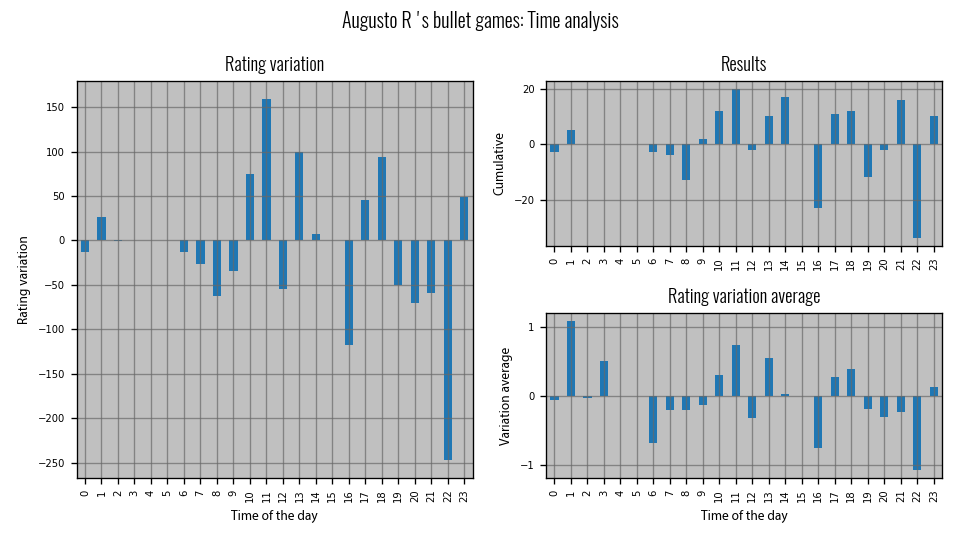 Augusto R 's bullet games: Time analysis
Rating variation
Rating variation
150
100
50
0
−50
−100
−150
−200
−250
0 1 2 3 4 5 6 7 8 9 10 11 12 13 14 15 16 17 18 19 20 21 22 23
Time of the day
Results
Cumulative
20
0
−20
0 1 2 3 4 5 6 7 8 9 10 11 12 13 14 15 16 17 18 19 20 21 22 23
Rating variation average
Variation average
1
0
−1
0 1 2 3 4 5 6 7 8 9 10 11 12 13 14 15 16 17 18 19 20 21 22 23
Time of the day